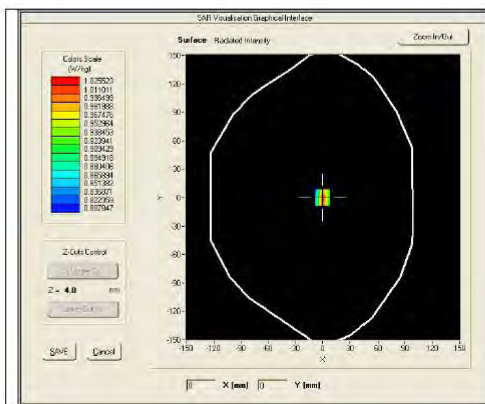 SAR Visualisation Graphical Interface
Surface Radiated Intensity
Zoom In/Out
Colors Scale
(W/kg)
1.025520
1.011011
0.996499
0.981988
0.967476
0.952964
0.938453
0.923941
0.909429
0.894918
0.880406
0.865894
0.851382
0.836871
0.822359
0.807847
150
120
90
60
30
0
-30
-60
-90
-120
-150
Y
-150 -120 -90 -60 -30 0 30 60 90 120 150
X
Z-Cuts Control
Z = 4.0 mm
SAVE
Cancel
0 X (mm) 0 Y (mm)